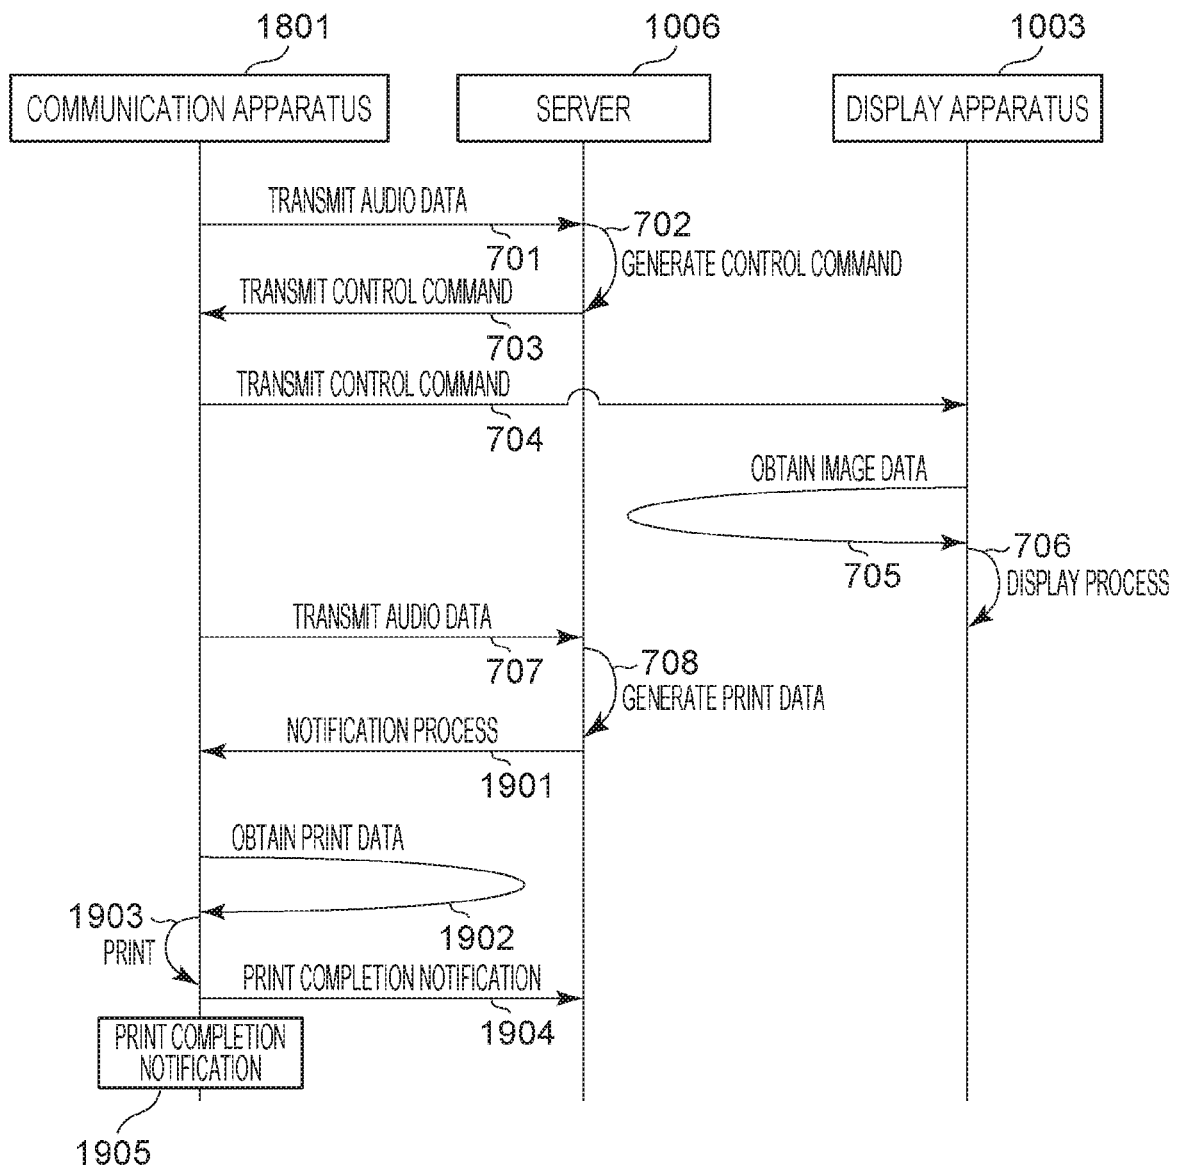 1801
1006
1003
COMMUNICATION APPARATUS
SERVER
DISPLAY APPARATUS
TRANSMIT AUDIO DATA
701
702
GENERATE CONTROL COMMAND
TRANSMIT CONTROL COMMAND
703
TRANSMIT CONTROL COMMAND
704
OBTAIN IMAGE DATA
705
706
DISPLAY PROCESS
TRANSMIT AUDIO DATA
707
708
GENERATE PRINT DATA
NOTIFICATION PROCESS
1901
OBTAIN PRINT DATA
1902
1903
PRINT
PRINT COMPLETION NOTIFICATION
1904
PRINT COMPLETION
NOTIFICATION
1905